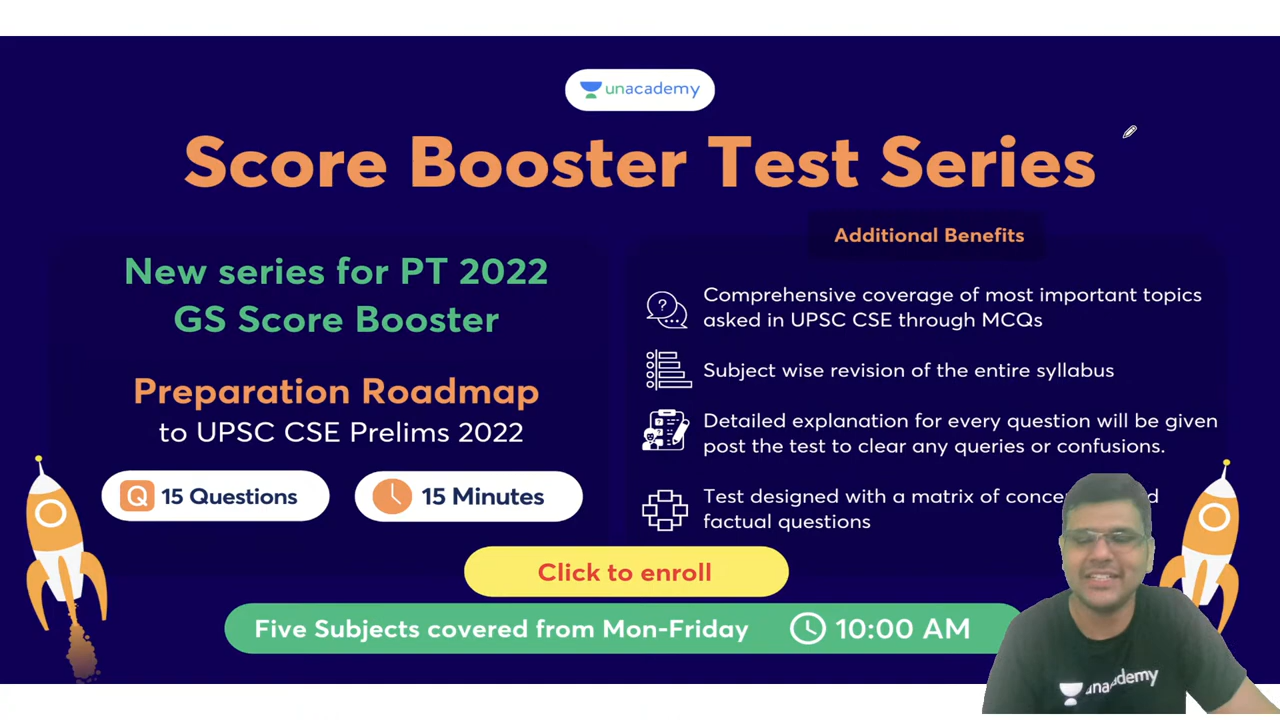 unacademy
Score Booster Test Series
New series for PT 2022
GS Score Booster
Preparation Roadmap
to UPSC CSE Prelims 2022
Q 15 Questions
15 Minutes
Additional Benefits
?
Comprehensive coverage of most important topics
asked in UPSC CSE through MCQs
Subject wise revision of the entire syllabus
Detailed explanation for every question will be given
post the test to clear any queries or confusions.
Test designed with a matrix of
factual questions
Click to enroll
Five Subjects covered from Mon-Friday
10:00 AM
unacademy